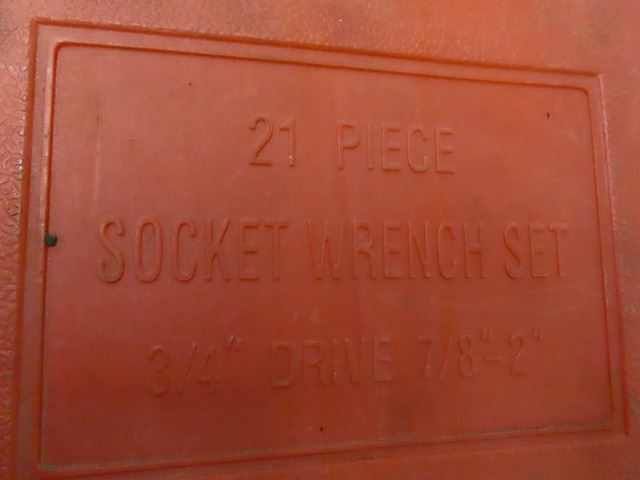 21 PIECE
SOCKET WRENCH SET
3/4" DRIVE 7/8"-2"